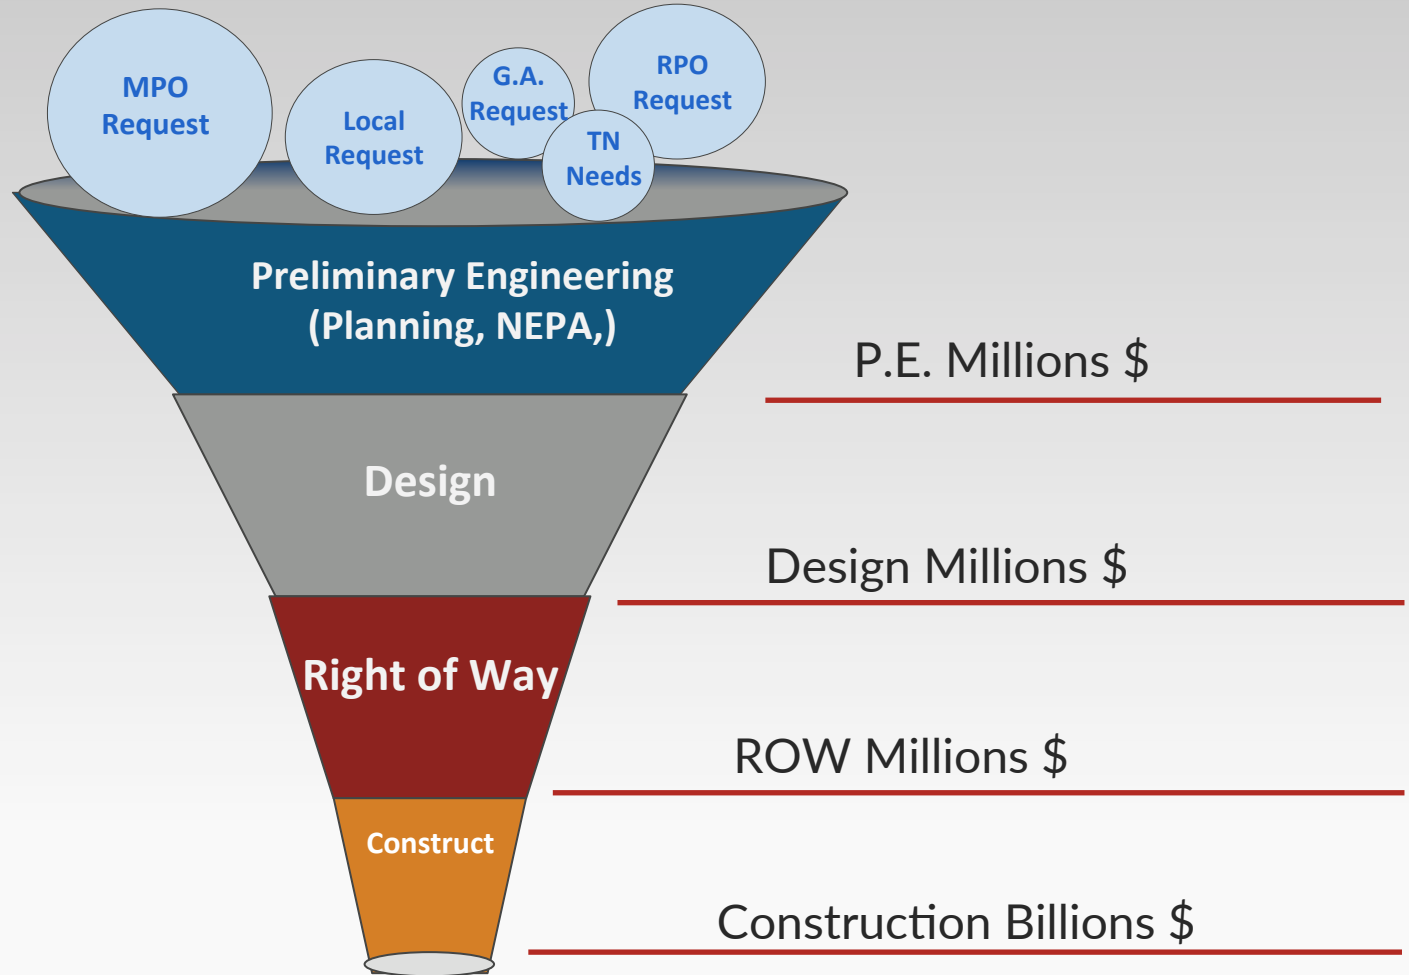 MPO
Request
Local
Request
G.A.
Request
TN
Needs
RPO
Request
Preliminary Engineering
(Planning, NEPA,)
P.E. Millions $
Design
Design Millions $
Right of Way
ROW Millions $
Construct
Construction Billions $